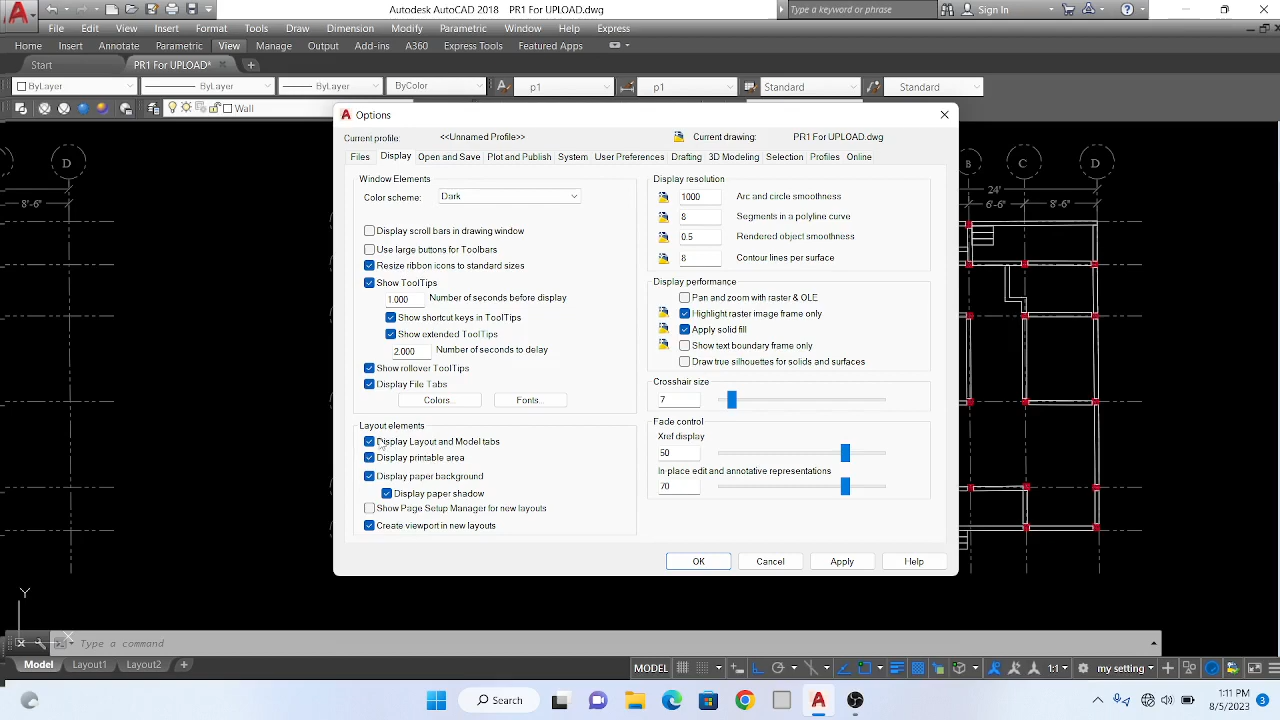 Autodesk AutoCAD 2018 PR1 For UPLOAD.dwg
Type a keyword or phrase
Sign In
File Edit View Insert Format Tools Draw Dimension Modify Parametric Window Help Express
Home Insert Annotate Parametric View Manage Output Add-ins A360 Express Tools Featured Apps
Start PR1 For UPLOAD*
ByLayer ByLayer ByLayer ByColor p1 p1 Standard Standard
Wall
Options
Current profile: <<Unnamed Profile>> Current drawing: PR1 For UPLOAD.dwg
Files Display Open and Save Plot and Publish System User Preferences Drafting 3D Modeling Selection Profiles Online
Window Elements
Color scheme: Dark
Display scroll bars in drawing window
Use large buttons for Toolbars
Resize ribbon icons to standard sizes
Show ToolTips
1.000 Number of seconds before display
Show shortcut keys in ToolTips
Show extended ToolTips
2.000 Number of seconds to delay
Show rollover ToolTips
Display File Tabs
Colors... Fonts...
Layout elements
Display Layout and Model tabs
Display printable area
Display paper background
Display paper shadow
Show Page Setup Manager for new layouts
Create viewport in new layouts
Display resolution
1000 Arc and circle smoothness
8 Segments in a polyline curve
0.5 Rendered object smoothness
8 Contour lines per surface
Display performance
Pan and zoom with raster & OLE
Highlight raster image frame only
Apply solid fill
Show text boundary frame only
Draw true silhouettes for solids and surfaces
Crosshair size
7
Fade control
Xref display
50
In-place edit and annotative representations
70
OK Cancel Apply Help
D
8'-6"
B C D
24'
6'-6" 8'-6"
Y
X
Type a command
Model Layout1 Layout2
MODEL 1:1 my setting
Search
1:11 PM
8/5/2023
3